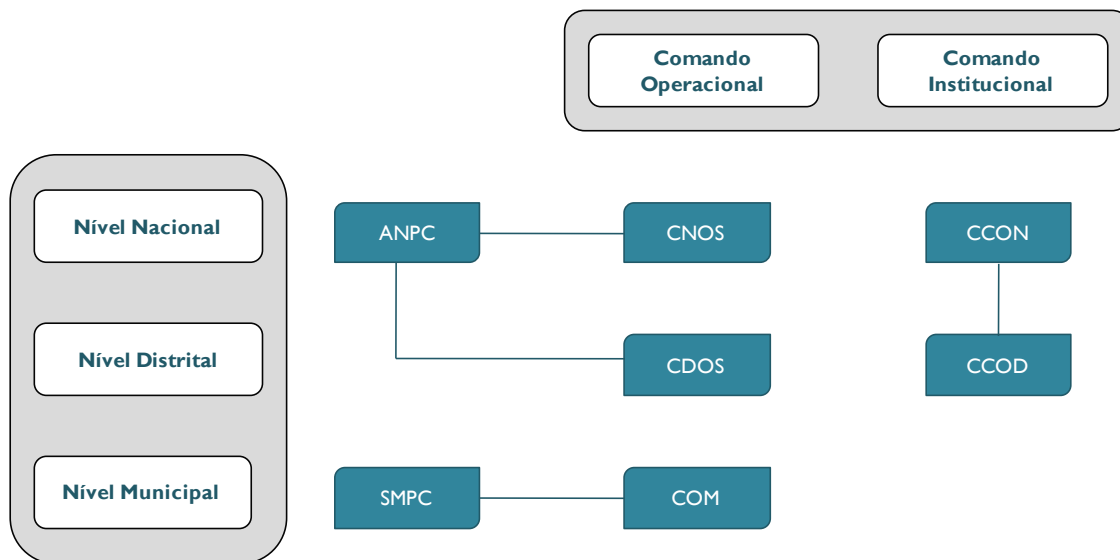 Comando
Operacional
Comando
Institucional
Nível Nacional
ANPC
CNOS
CCON
Nível Distrital
CDOS
CCOD
Nível Municipal
SMPC
COM